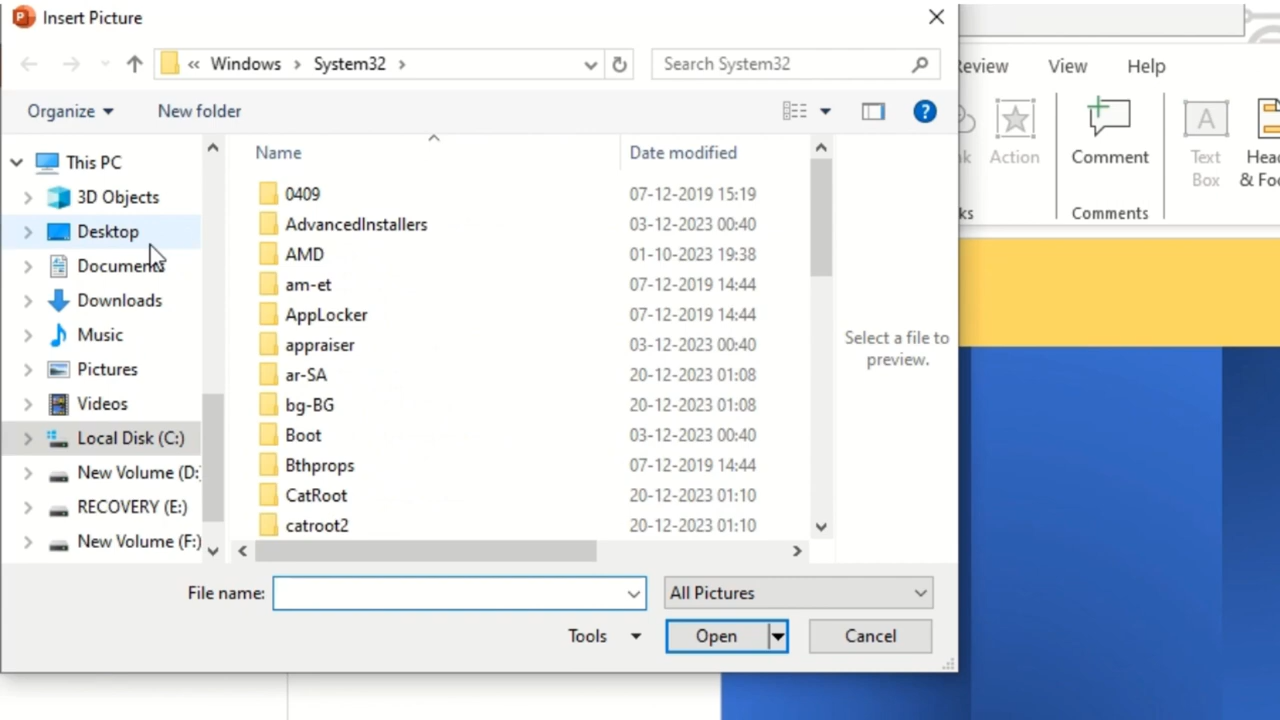 Insert Picture
« Windows › System32 ›
Search System32
Organize
New folder
Review
View
Help
This PC
3D Objects
Desktop
Documents
Downloads
Music
Pictures
Videos
Local Disk (C:)
New Volume (D:
RECOVERY (E:)
New Volume (F:)
Name
Date modified
0409 07-12-2019 15:19
AdvancedInstallers 03-12-2023 00:40
AMD 01-10-2023 19:38
am-et 07-12-2019 14:44
AppLocker 07-12-2019 14:44
appraiser 03-12-2023 00:40
ar-SA 20-12-2023 01:08
bg-BG 20-12-2023 01:08
Boot 03-12-2023 00:40
Bthprops 07-12-2019 14:44
CatRoot 20-12-2023 01:10
catroot2 20-12-2023 01:10
Select a file to
preview.
Action
Comment
Text
Box
Comments
File name:
All Pictures
Tools
Open
Cancel